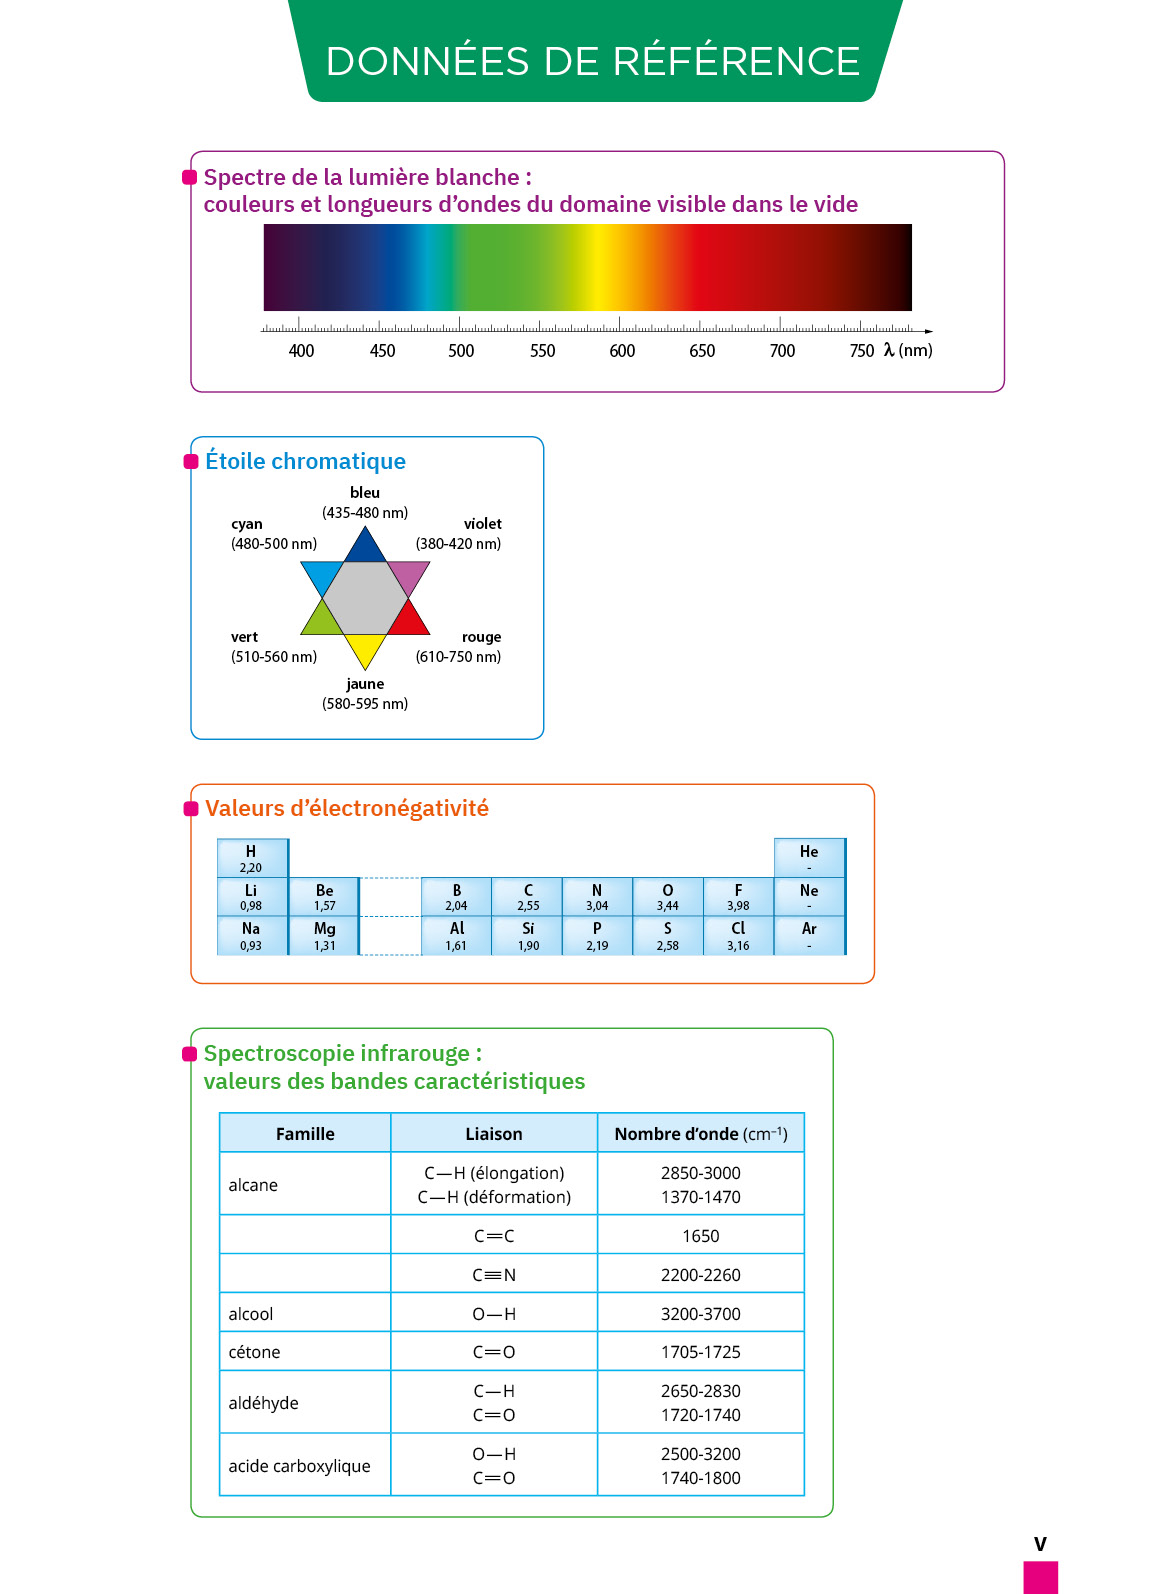 DONNÉES DE RÉFÉRENCE
Spectre de la lumière blanche :
couleurs et longueurs d’ondes du domaine visible dans le vide
400 450 500 550 600 650 700 750 λ (nm)
Étoile chromatique
bleu
(435-480 nm)
cyan
(480-500 nm)
violet
(380-420 nm)
vert
(510-560 nm)
rouge
(610-750 nm)
jaune
(580-595 nm)
Valeurs d’électronégativité
H He
2,20 -
Li Be B C N O F Ne
0,98 1,57 2,04 2,55 3,04 3,44 3,98 -
Na Mg Al Si P S Cl Ar
0,93 1,31 1,61 1,90 2,19 2,58 3,16 -
Spectroscopie infrarouge :
valeurs des bandes caractéristiques
Famille Liaison Nombre d’onde (cm⁻¹)
alcane
C—H (élongation) 2850-3000
C—H (déformation) 1370-1470
C═C 1650
C≡N 2200-2260
alcool O—H 3200-3700
cétone C═O 1705-1725
aldéhyde
C—H 2650-2830
C═O 1720-1740
acide carboxylique
O—H 2500-3200
C═O 1740-1800
V